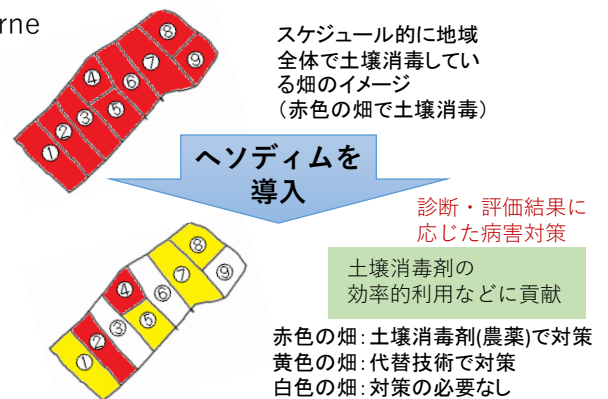 rne
スケジュール的に地域
全体で土壌消毒してい
る畑のイメージ
（赤色の畑で土壌消毒）
⑧
⑨
⑦
④
⑥
⑤
③
②
①
ヘソディムを
導入
診断・評価結果に
応じた病害対策
土壌消毒剤の
効率的利用などに貢献
⑧
⑨
⑦
④
⑥
⑤
③
②
①
赤色の畑：土壌消毒剤(農薬)で対策
黄色の畑：代替技術で対策
白色の畑：対策の必要なし